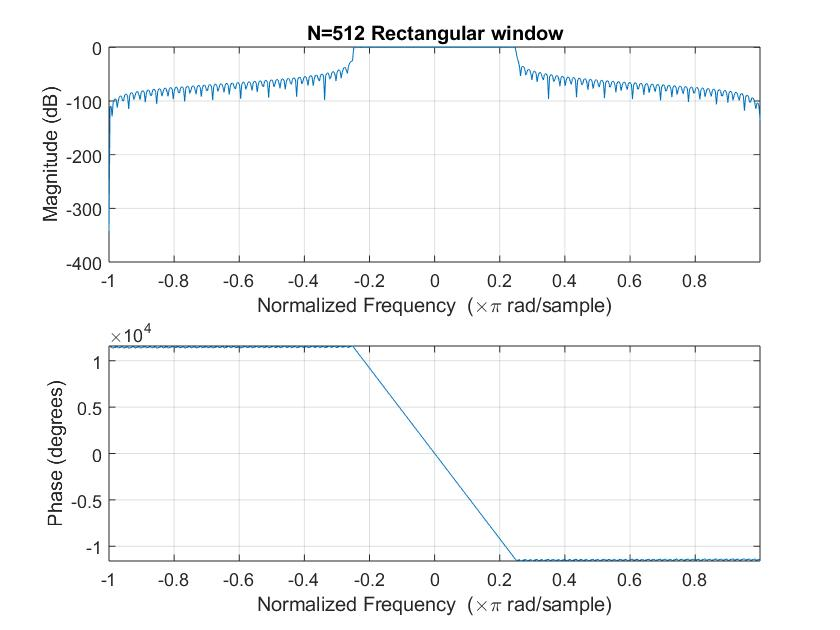 N=512 Rectangular window
Magnitude (dB)
0
-100
-200
-300
-400
-1 -0.8 -0.6 -0.4 -0.2 0 0.2 0.4 0.6 0.8
Normalized Frequency (×π rad/sample)
×10⁴
Phase (degrees)
1
0.5
0
-0.5
-1
-1 -0.8 -0.6 -0.4 -0.2 0 0.2 0.4 0.6 0.8
Normalized Frequency (×π rad/sample)